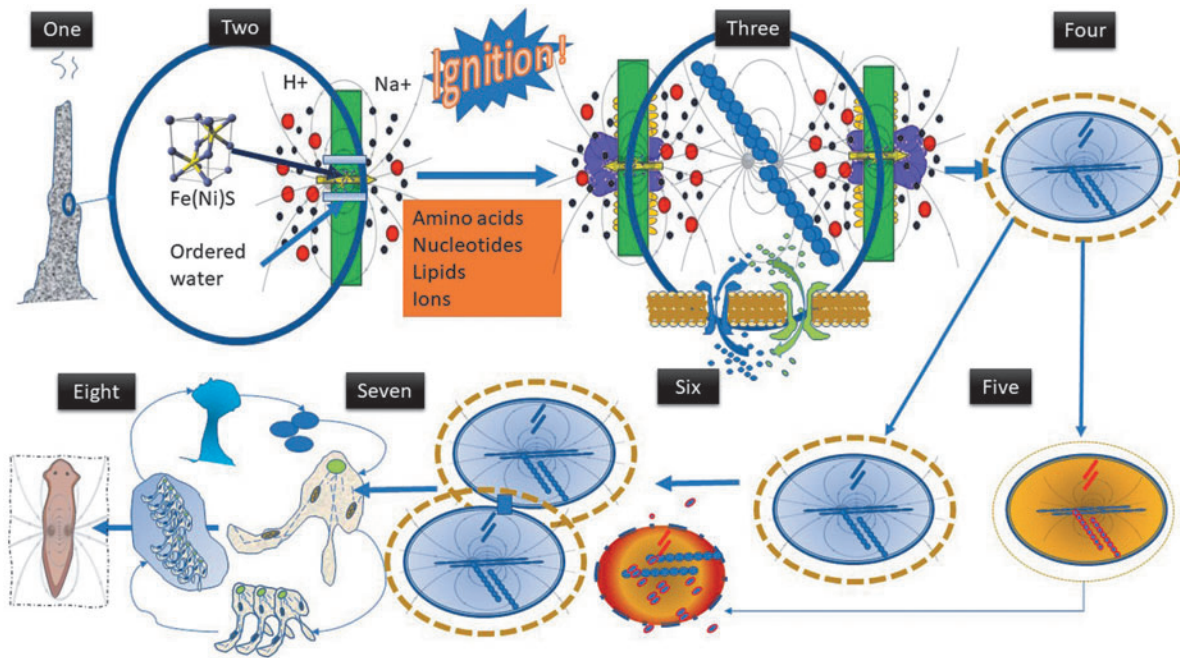 One
Two
Three
Four
H+
Na+
Ignition!
Fe(Ni)S
Ordered
water
Amino acids
Nucleotides
Lipids
Ions
Eight
Seven
Six
Five